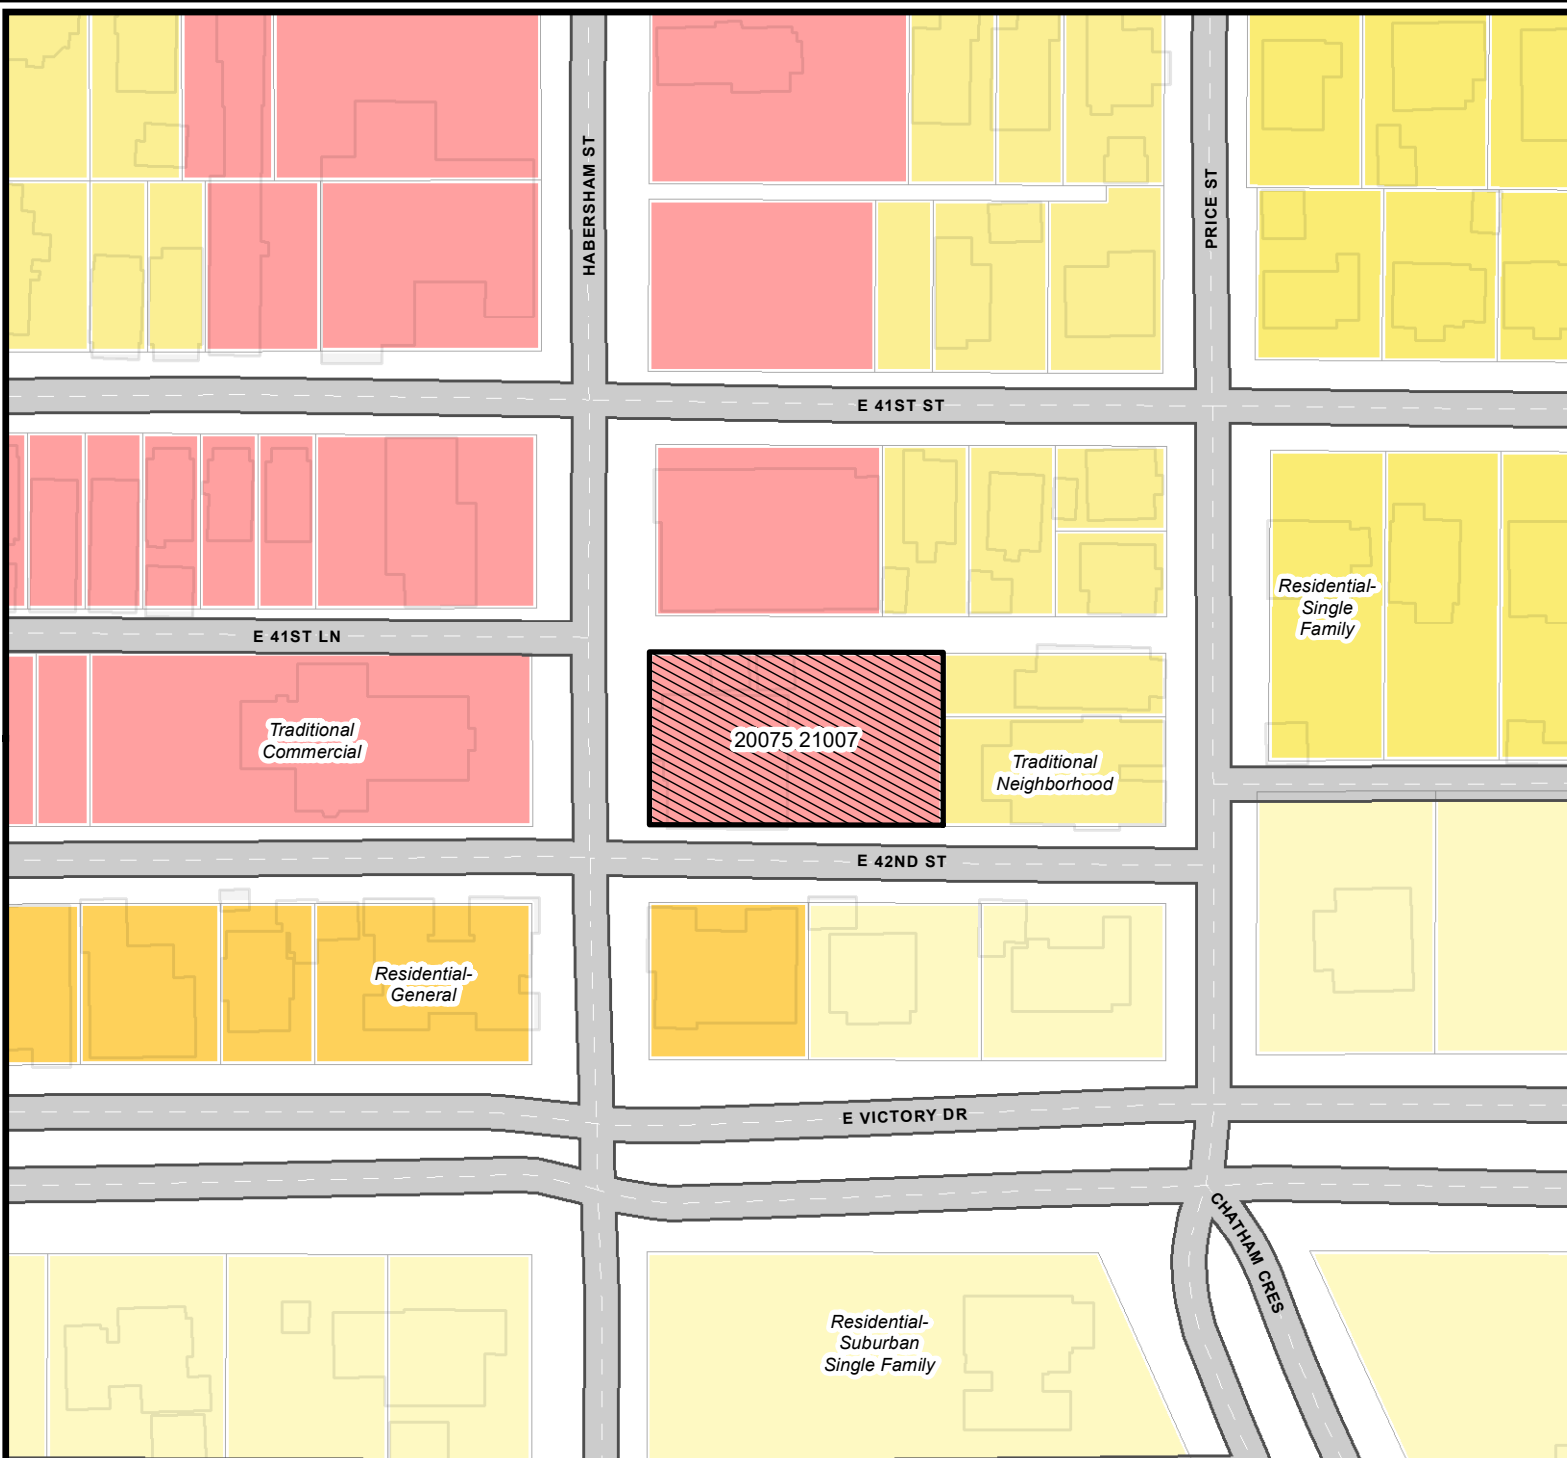 HABERSHAM ST
PRICE ST
E 41ST ST
Residential-
Single
Family
E 41ST LN
Traditional
Commercial
20075 21007
Traditional
Neighborhood
E 42ND ST
Residential-
General
E VICTORY DR
CHATHAM CRES
Residential-
Suburban
Single Family